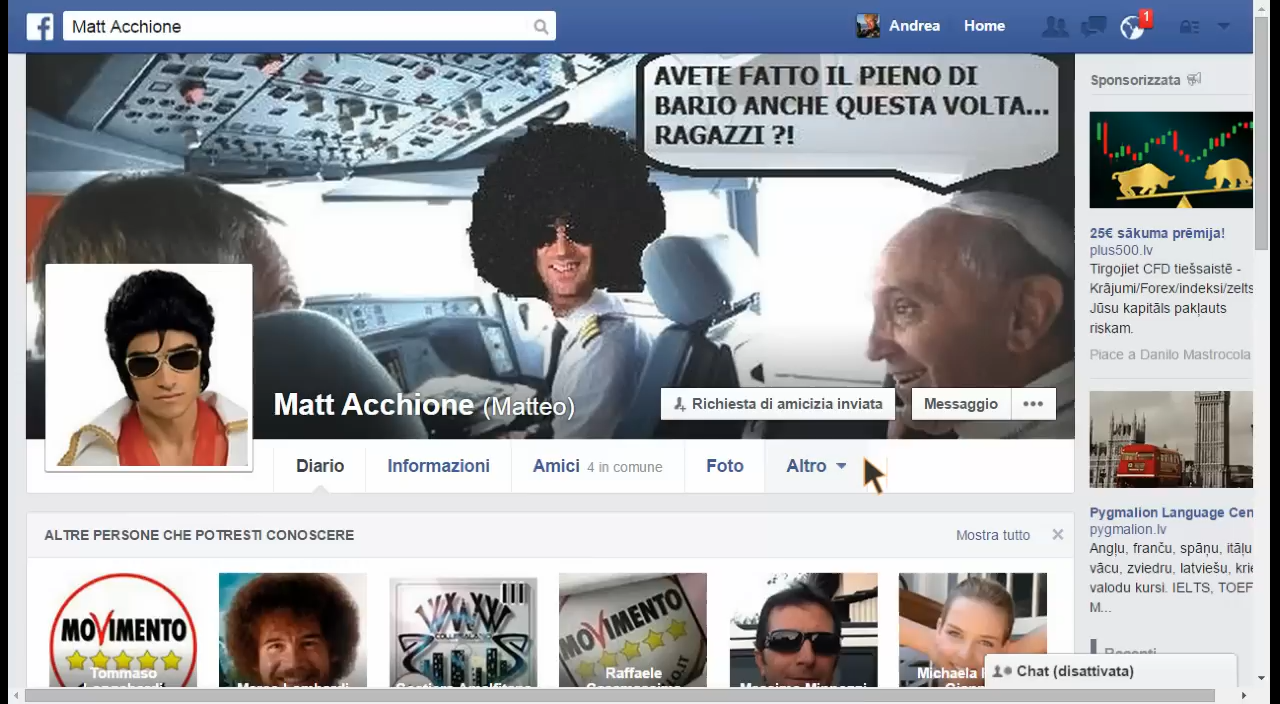 Matt Acchione
Andrea
Home
1
AVETE FATTO IL PIENO DI
BARIO ANCHE QUESTA VOLTA...
RAGAZZI ?!
Matt Acchione (Matteo)
Richiesta di amicizia inviata
Messaggio
Diario
Informazioni
Amici 4 in comune
Foto
Altro
ALTRE PERSONE CHE POTRESTI CONOSCERE
Mostra tutto
MOVIMENTO
Tommaso
MOVIMENTO
Raffaele
Massimo
Michaela
Sponsorizzata
25€ sākuma prēmija!
plus500.lv
Tirgojiet CFD tiešsaistē -
Krājumi/Forex/indeksi/zelts
Jūsu kapitāls pakļauts
riskam.
Piace a Danilo Mastrocola
Pygmalion Language Cen
pygmalion.lv
Angļu, franču, spāņu, itāļu
vācu, zviedru, latviešu, krie
valodu kursi. IELTS, TOEF
M...
Chat (disattivata)